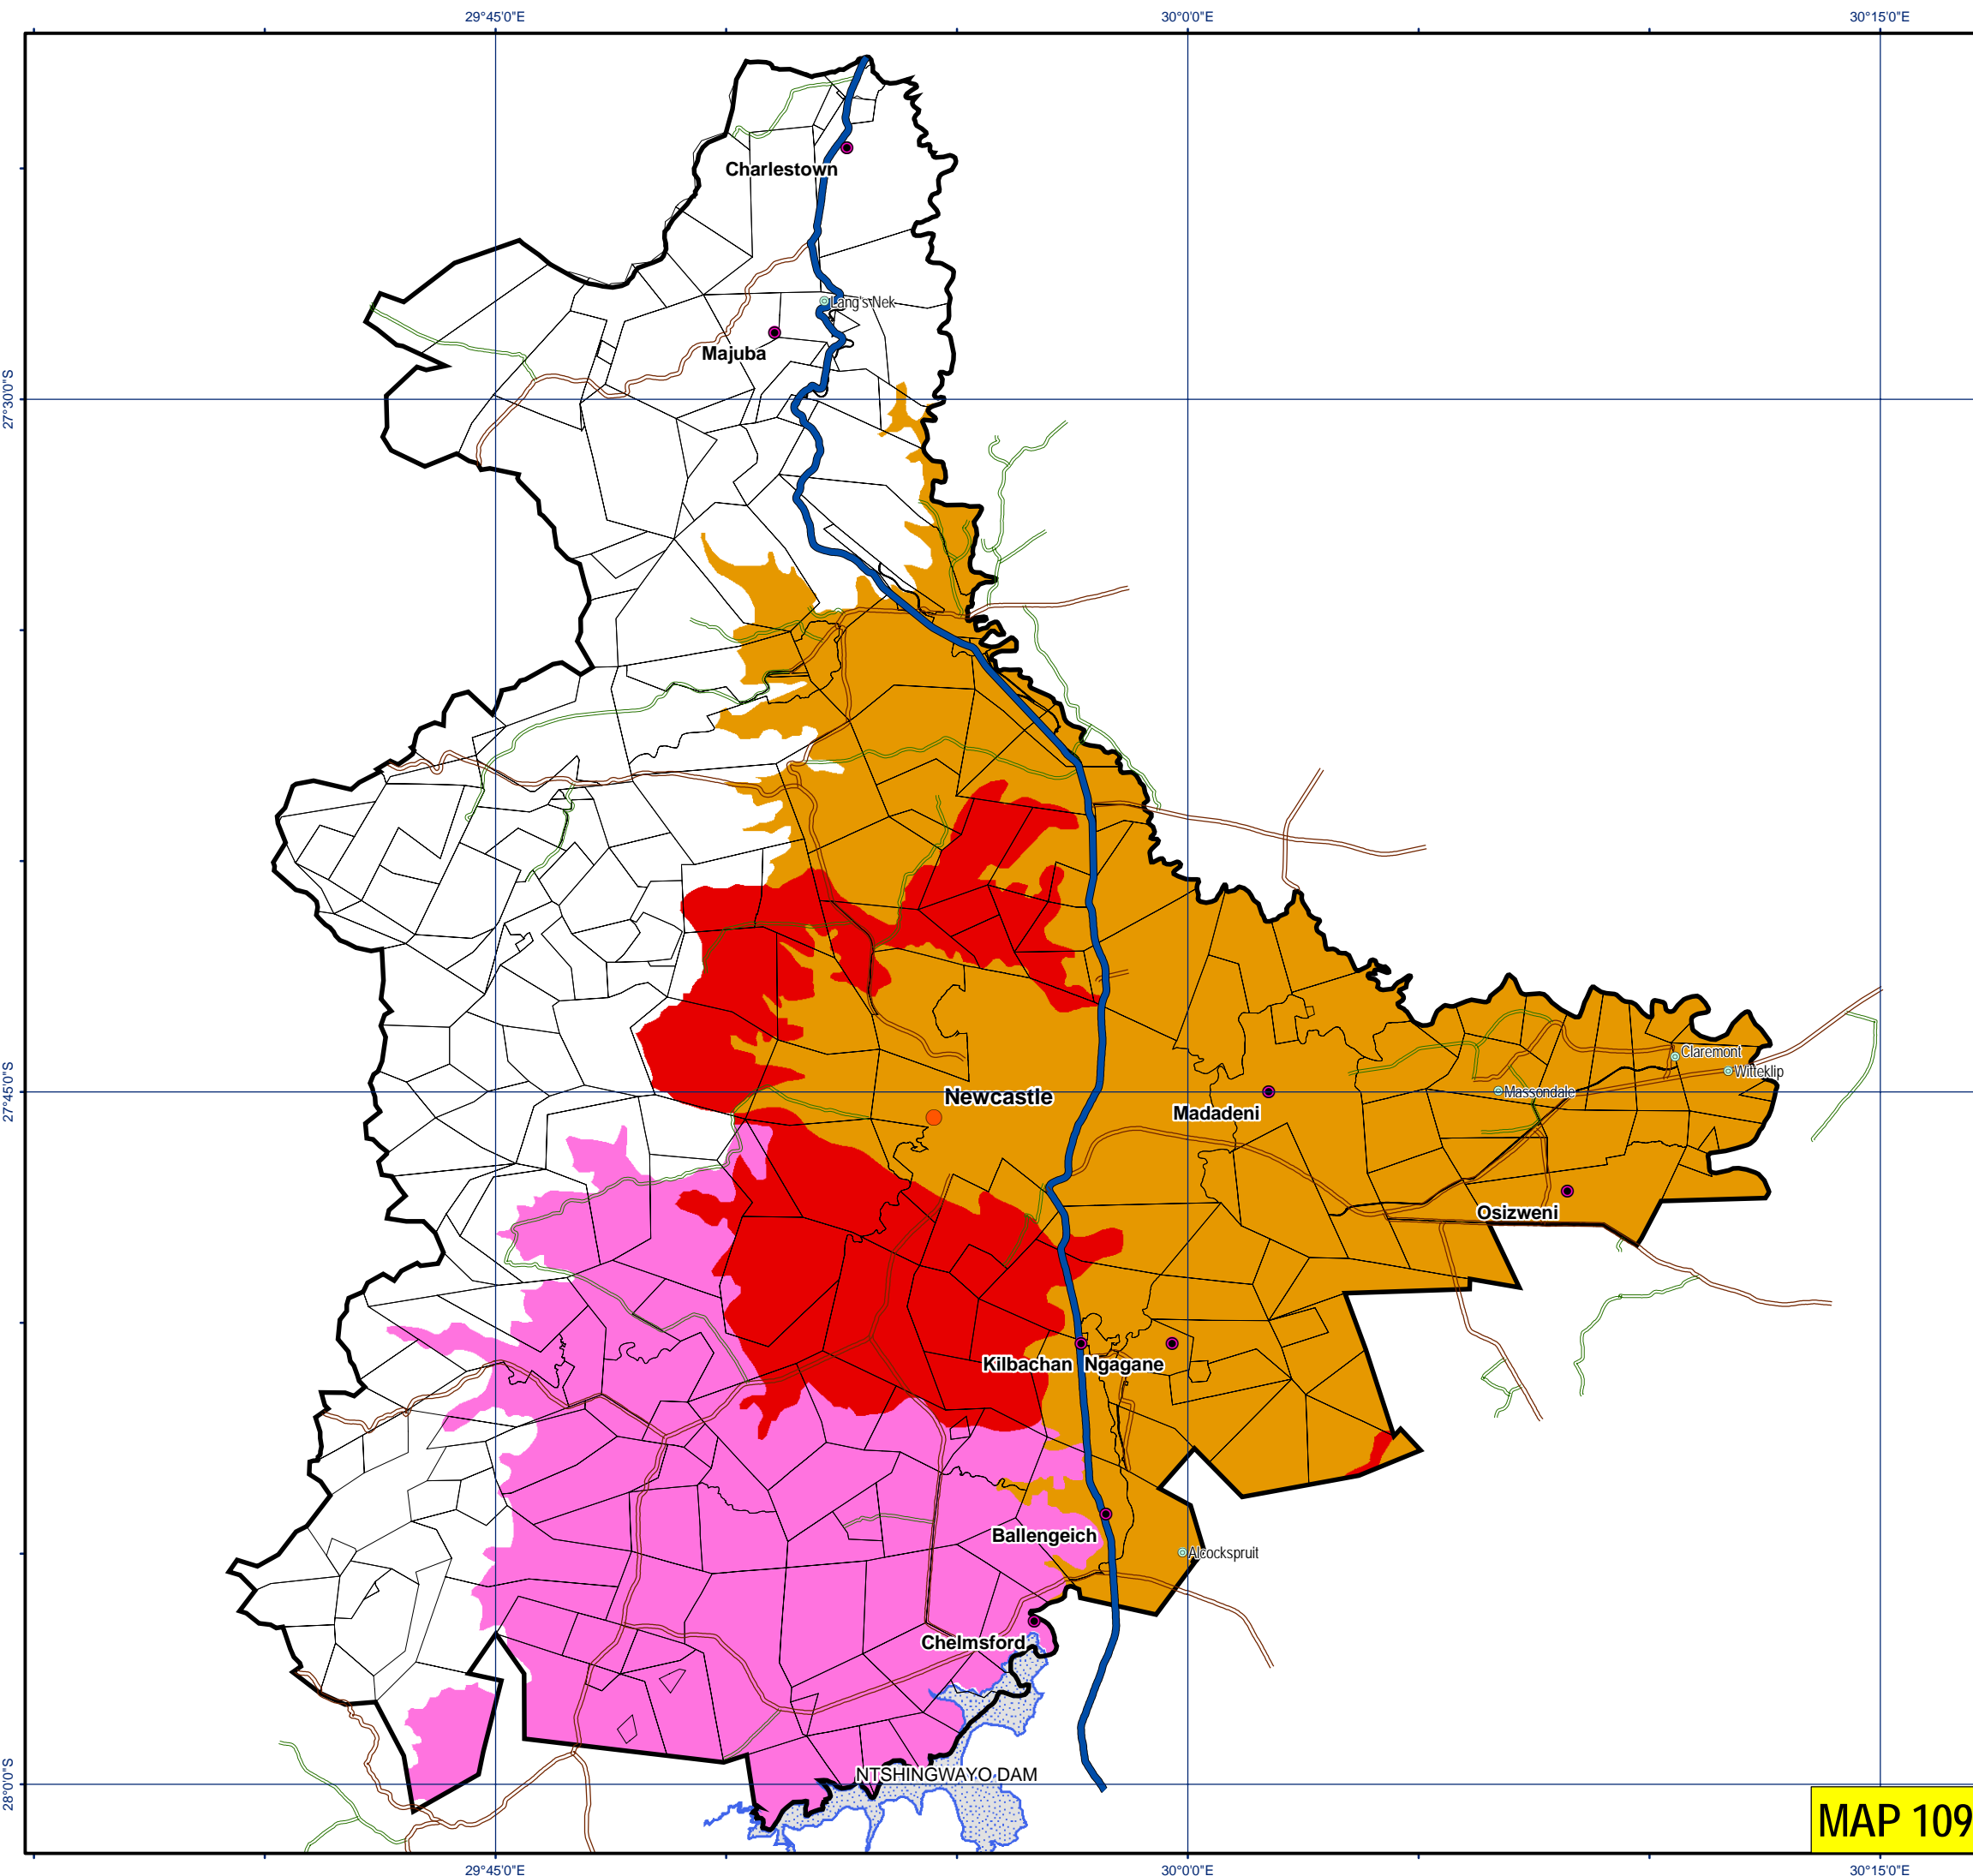 29°45'0"E 30°0'0"E 30°15'0"E
Charlestown
Lang's Nek
Majuba
27°30'0"S
Claremont
Witteklip
27°45'0"S
Massondale
Newcastle
Madadeni
Osizweni
Kilbachan Ngagane
Ballengeich
Alcockspruit
Chelmsford
NTSHINGWAYO DAM
28°0'0"S
MAP 109
29°45'0"E 30°0'0"E 30°15'0"E